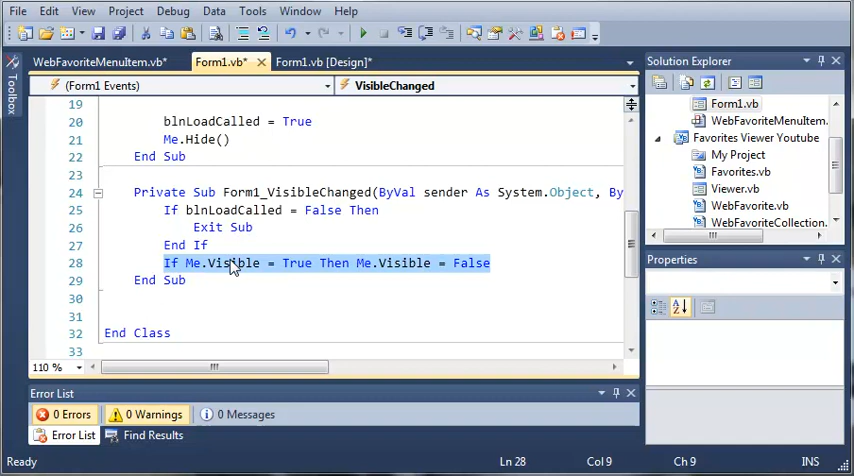 File Edit View Project Debug Data Tools Window Help
WebFavoriteMenuItem.vb* Form1.vb* Form1.vb [Design]*
(Form1 Events) VisibleChanged
Toolbox
19
20 blnLoadCalled = True
21 Me.Hide()
22 End Sub
23
24 Private Sub Form1_VisibleChanged(ByVal sender As System.Object, By
25 If blnLoadCalled = False Then
26 Exit Sub
27 End If
28 If Me.Visible = True Then Me.Visible = False
29 End Sub
30
31
32 End Class
33
110 %
Solution Explorer
Form1.vb
WebFavoriteMenuItem.
Favorites Viewer Youtube
My Project
Favorites.vb
Viewer.vb
WebFavorite.vb
WebFavoriteCollection.
Properties
Error List
0 Errors 0 Warnings 0 Messages
Error List Find Results
Ready Ln 28 Col 9 Ch 9 INS